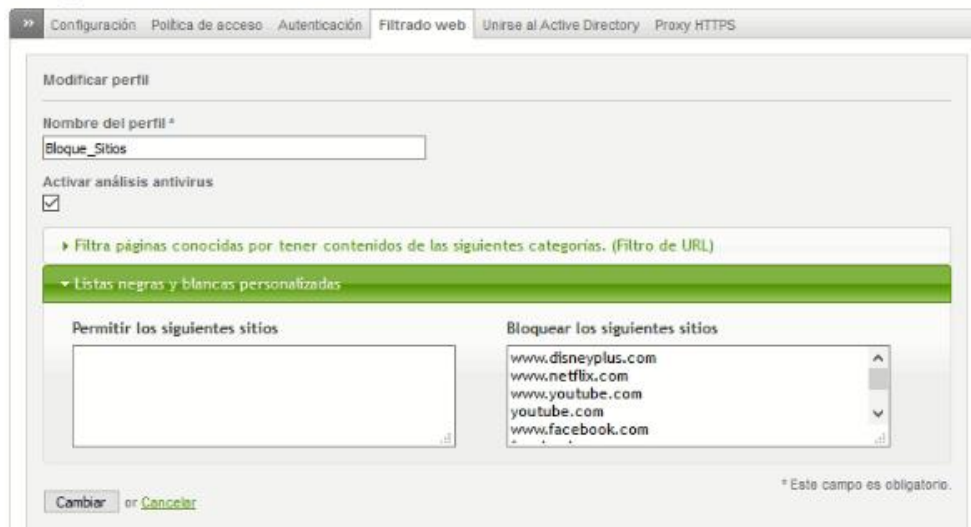 » Configuración Política de acceso Autenticación Filtrado web Unirse al Active Directory Proxy HTTPS
Modificar perfil
Nombre del perfil *
Bloque_Sitios
Activar análisis antivirus
Filtra páginas conocidas por tener contenidos de las siguientes categorías. (Filtro de URL)
Listas negras y blancas personalizadas
Permitir los siguientes sitios
Bloquear los siguientes sitios
www.disneyplus.com
www.netflix.com
www.youtube.com
youtube.com
www.facebook.com
* Este campo es obligatorio.
Cambiar or Cancelar